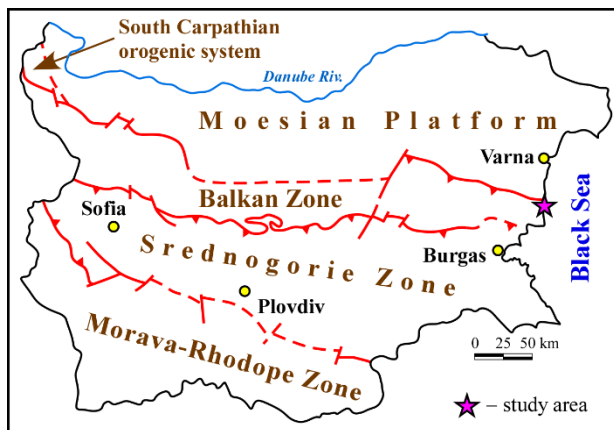 South Carpathian
orogenic system
Danube Riv.
Moesian Platform
Varna
Balkan Zone
Sofia
Black Sea
Srednogorie Zone
Burgas
Plovdiv
Morava-Rhodope Zone
0 25 50 km
– study area